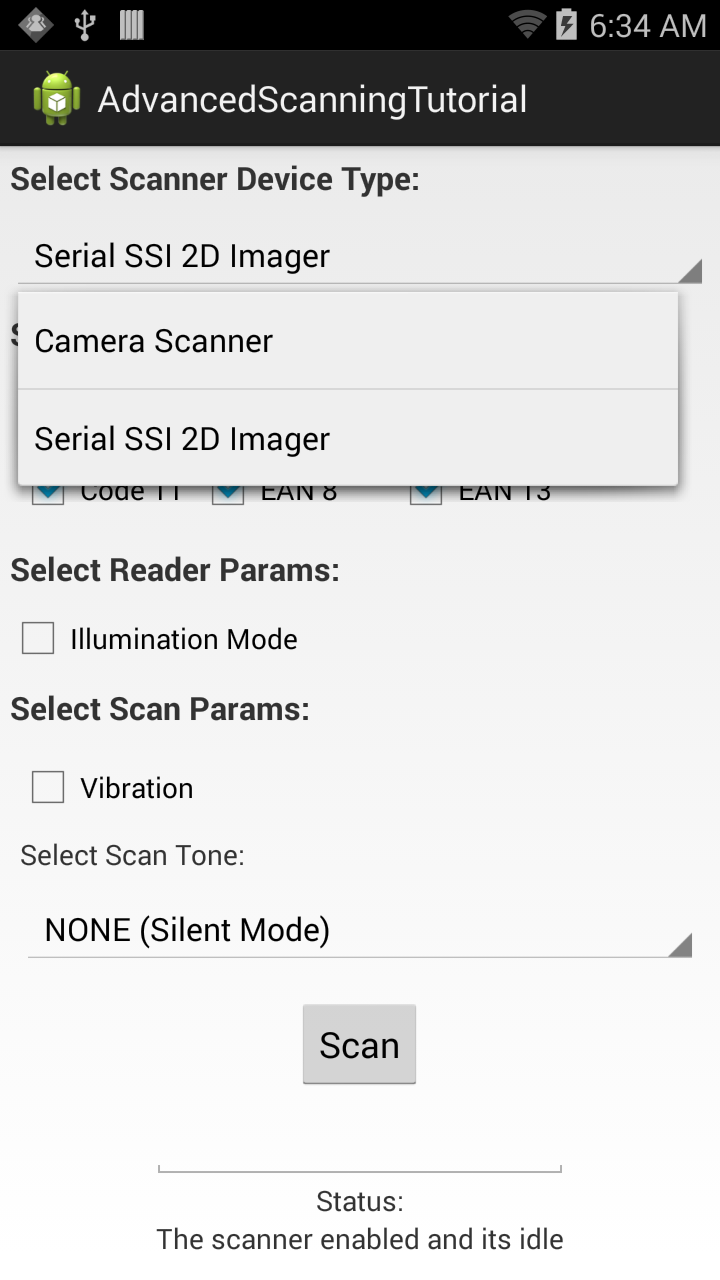 6:34 AM
AdvancedScanningTutorial
Select Scanner Device Type:
Serial SSI 2D Imager
Camera Scanner
Serial SSI 2D Imager
Code 11 EAN 8 EAN 13
Select Reader Params:
Illumination Mode
Select Scan Params:
Vibration
Select Scan Tone:
NONE (Silent Mode)
Scan
Status:
The scanner enabled and its idle